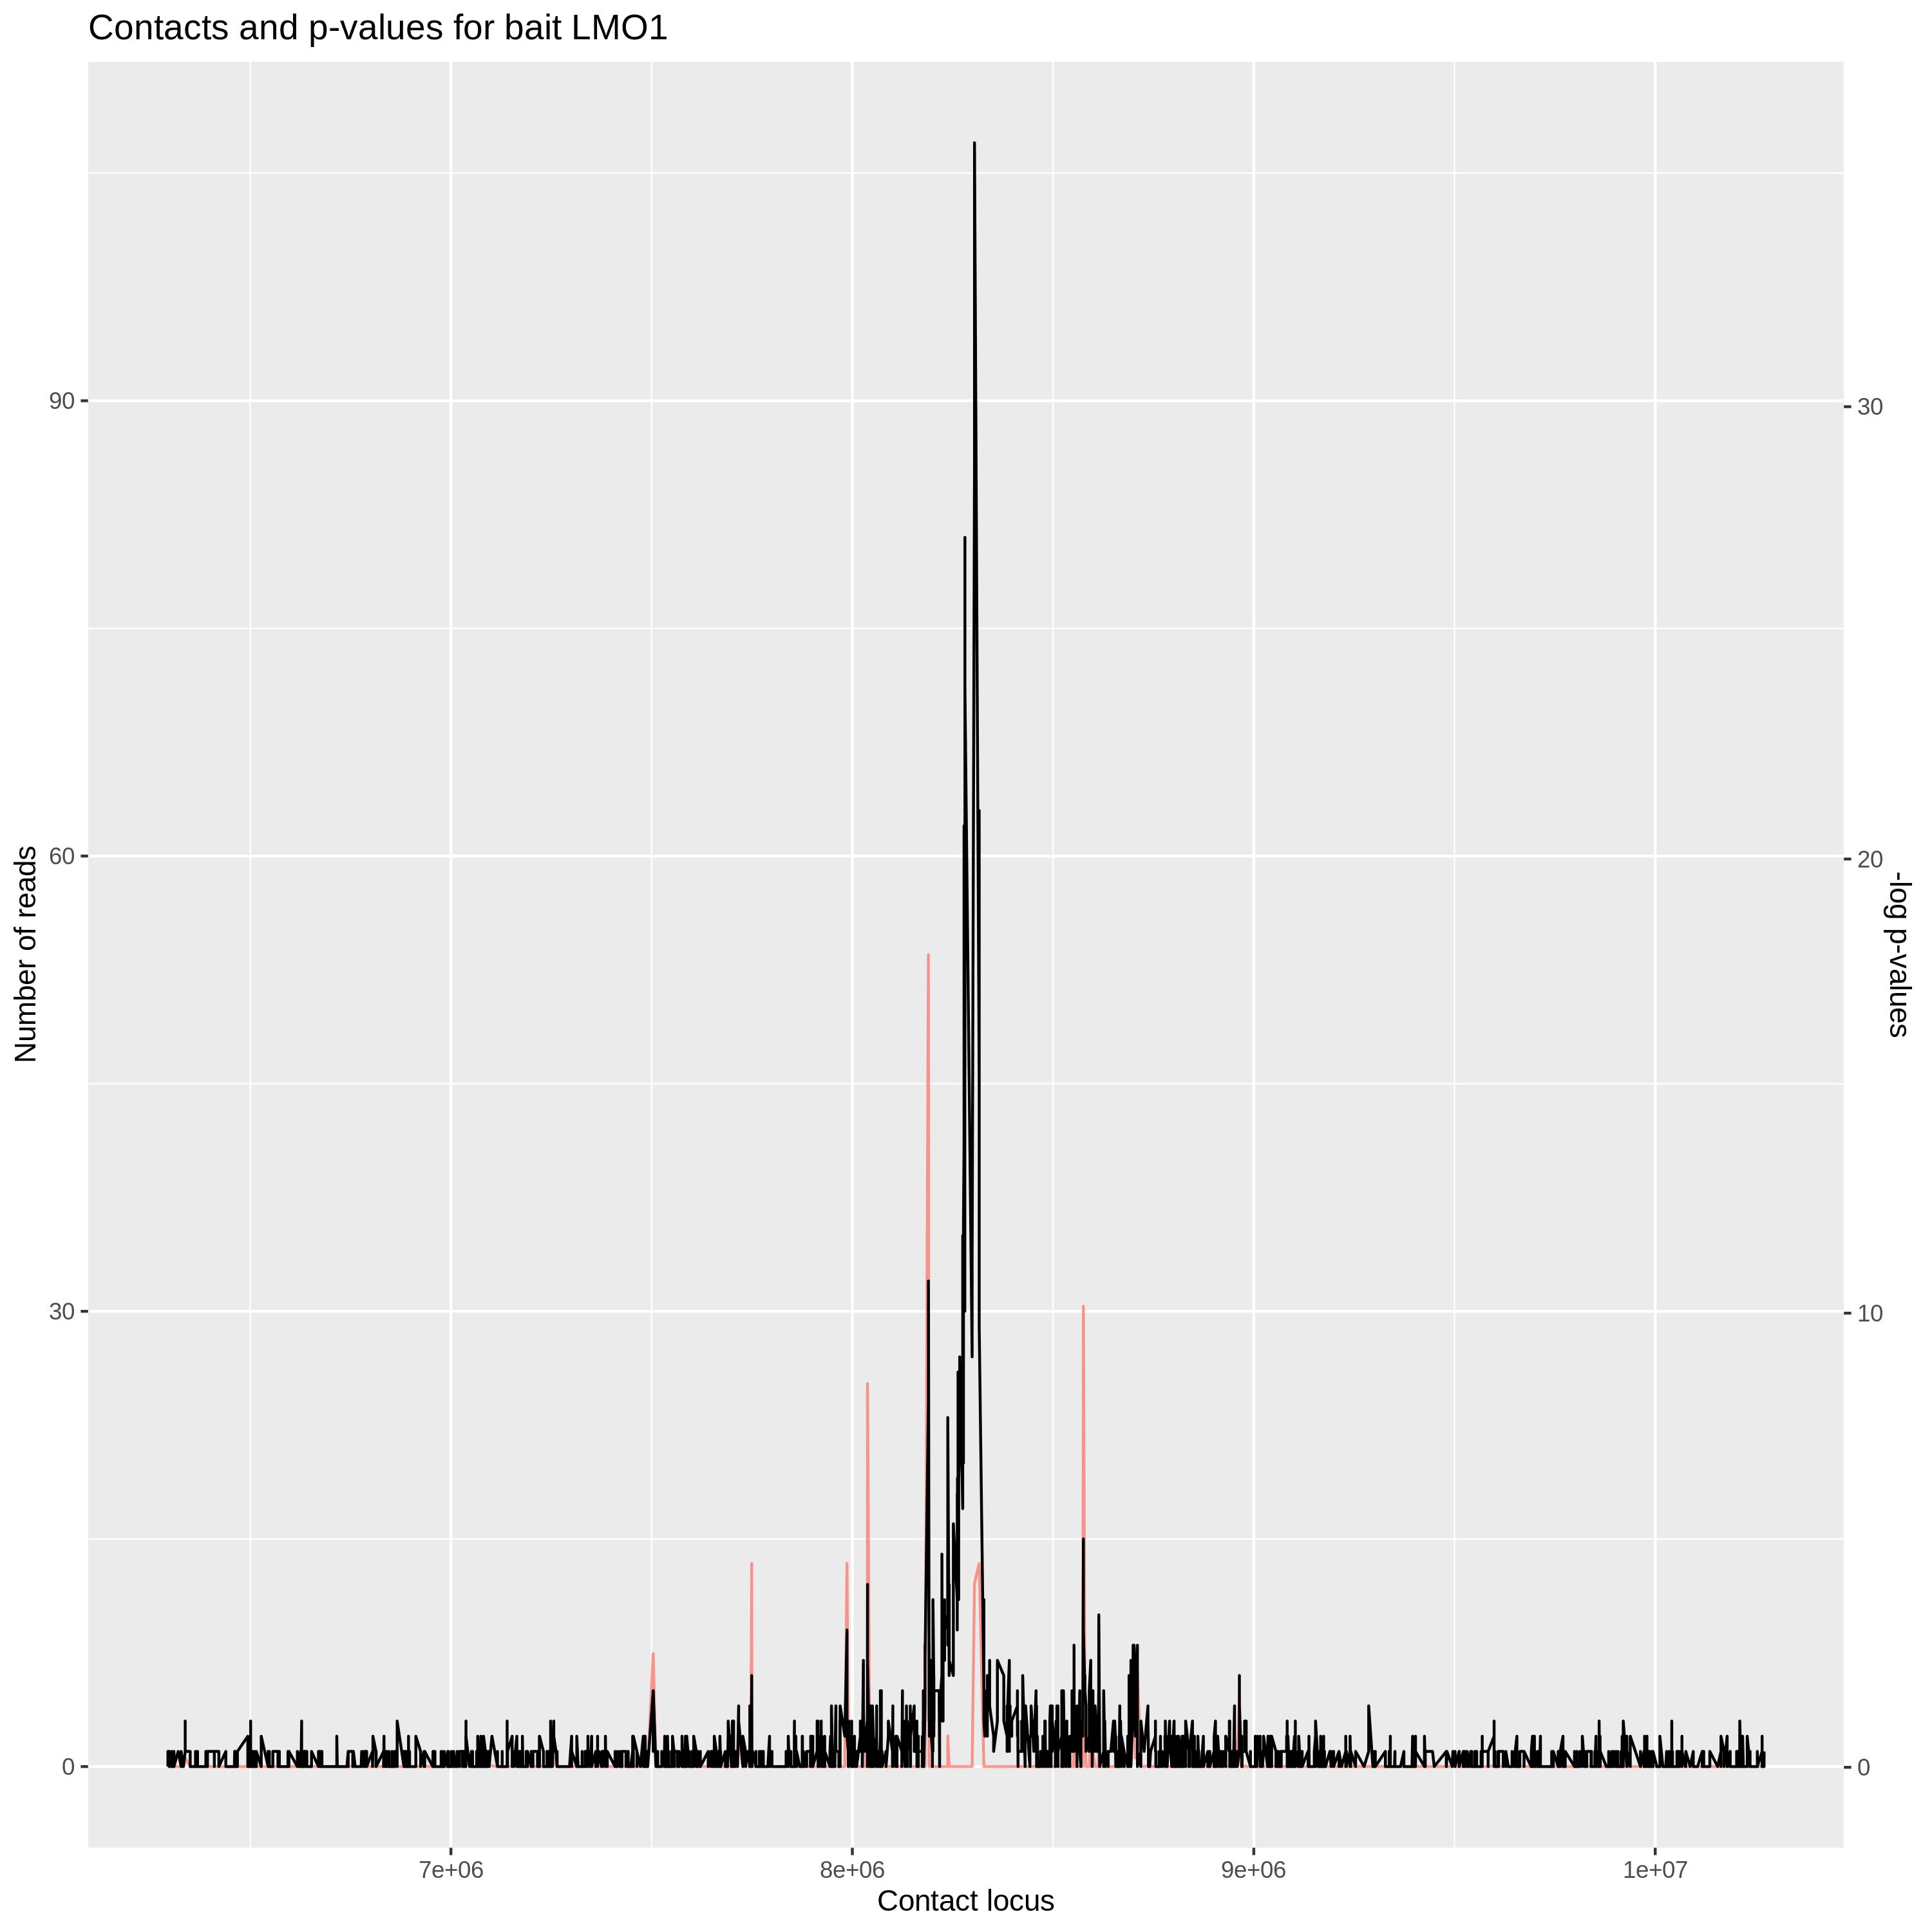 Contacts and p-values for bait LMO1
90
60
30
0
Number of reads
30
20
10
0
-log p-values
7e+06
8e+06
9e+06
1e+07
Contact locus